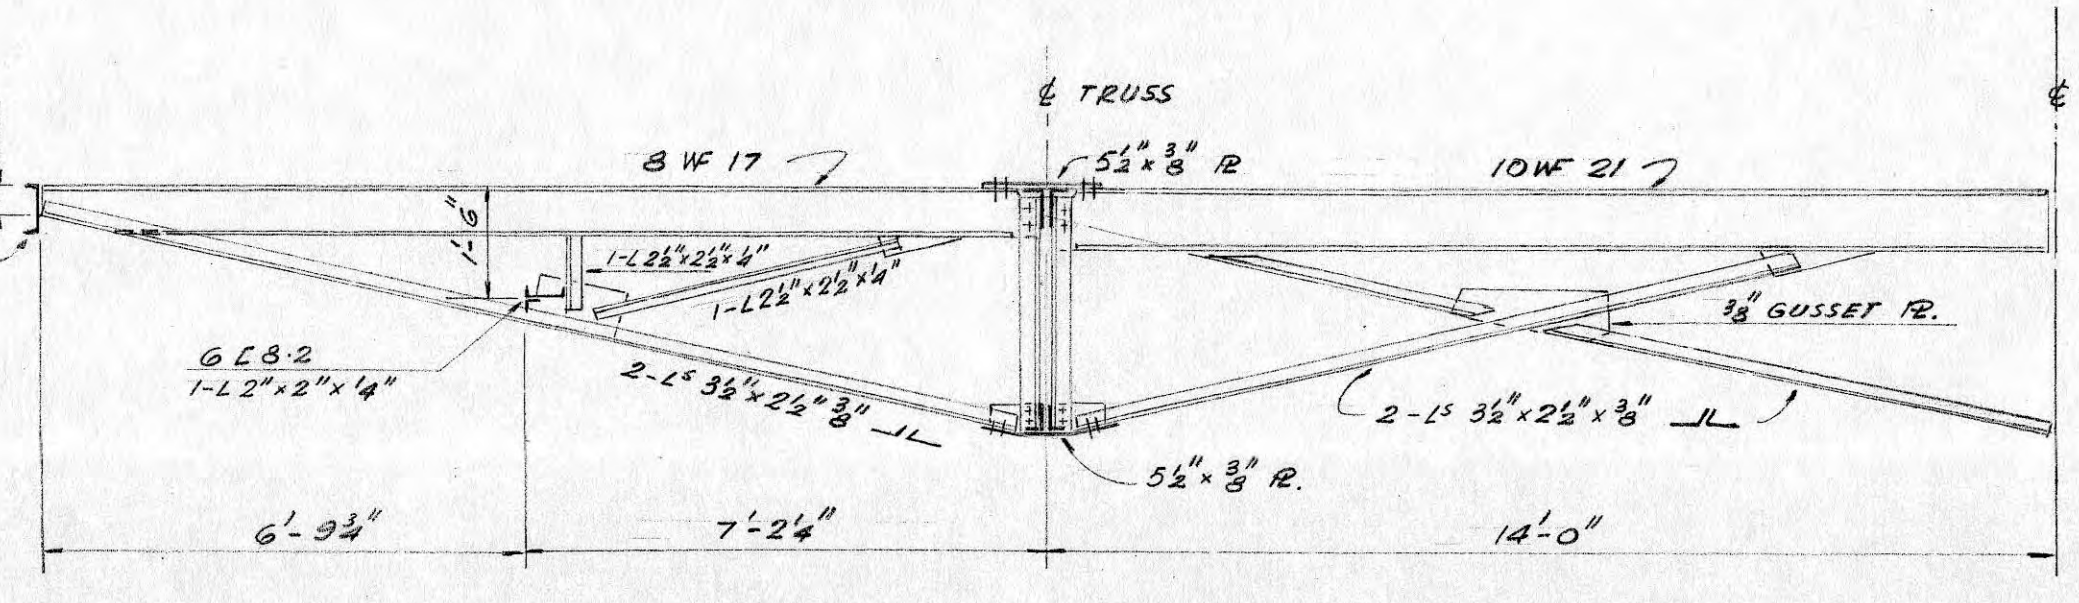 ℄ TRUSS
℄
8 WF 17
5½" x ⅜" ℙL
10 WF 21
1'-6"
1-L 2½" x 2½" x ¼"
1-L 2½" x 2½" x ¼"
⅜" GUSSET PL.
6 [ 8.2
1-L 2" x 2" x ¼"
2-Ls 3½" x 2½" ⅜"
2-Ls 3½" x 2½" x ⅜"
5½" x ⅜" PL.
6'-9¾"
7'-2¼"
14'-0"